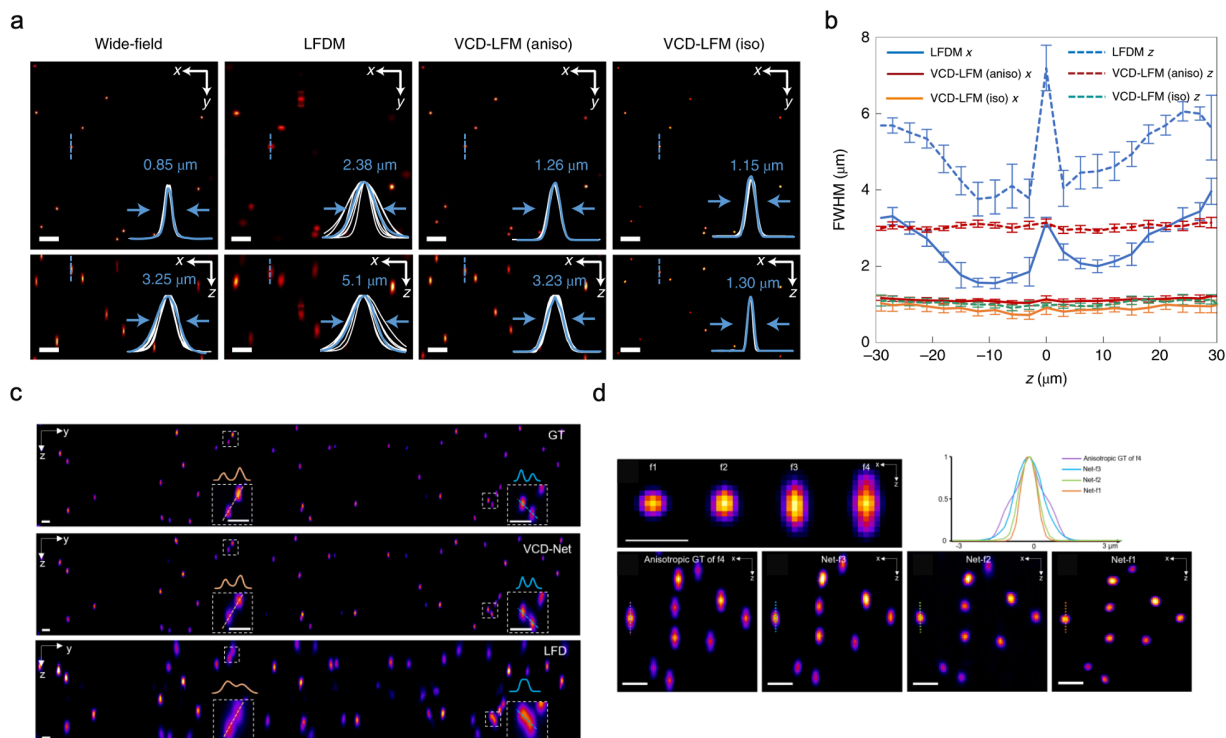 a
Wide-field
LFDM
VCD-LFM (aniso)
VCD-LFM (iso)
x
y
0.85 μm
x
y
2.38 μm
x
y
1.26 μm
x
y
1.15 μm
x
z
3.25 μm
x
z
5.1 μm
x
z
3.23 μm
x
z
1.30 μm
b
LFDM x
VCD-LFM (aniso) x
VCD-LFM (iso) x
LFDM z
VCD-LFM (aniso) z
VCD-LFM (iso) z
FWHM (μm)
8
6
4
2
0
–30
–20
–10
0
10
20
30
z (μm)
c
y
z
GT
y
z
VCD-Net
y
z
LFD
d
f1
f2
f3
f4
x
z
1
0.5
0
-3
0
3 μm
Anisotropic GT of f4
Net-f3
Net-f2
Net-f1
Anisotropic GT of f4
x
z
Net-f3
x
z
Net-f2
x
z
Net-f1
x
z